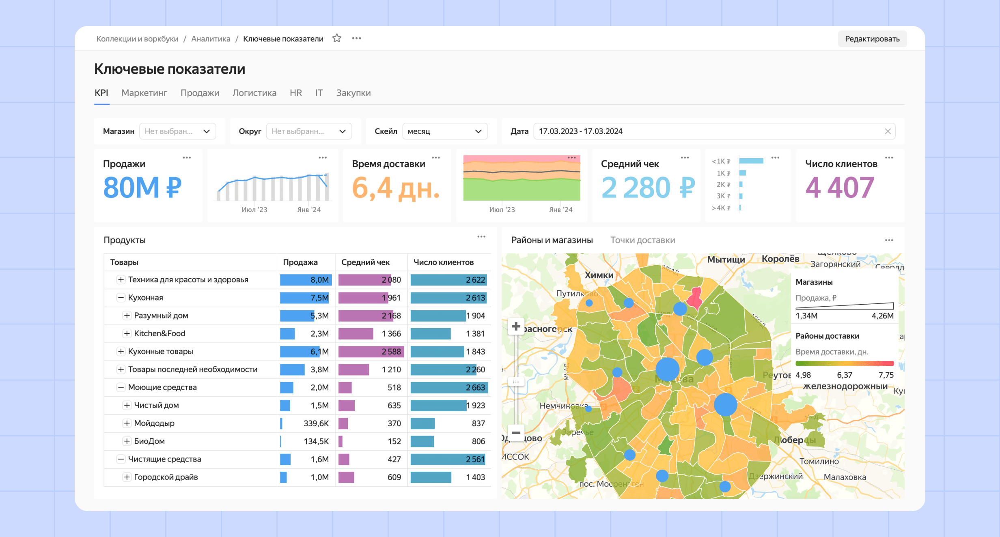 Коллекции и воркбуки / Аналитика / Ключевые показатели
Редактировать
Ключевые показатели
KPI Маркетинг Продажи Логистика HR IT Закупки
Магазин Нет выбран...
Округ Нет выбранн...
Скейл месяц
Дата 17.03.2023 - 17.03.2024
Продажи
80М ₽
Июл '23 Янв '24
Время доставки
6,4 дн.
Июл '23 Янв '24
Средний чек
2 280 ₽
<1K ₽
1K ₽
2K ₽
3K ₽
>4K ₽
Число клиентов
4 407
Продукты
Товары Продажа Средний чек Число клиентов
Техника для красоты и здоровья 8,0M 2 080 2 622
Кухонная 7,5M 1 961 2 613
Разумный дом 5,3M 2 168 1 904
Kitchen&Food 2,3M 1 366 1 381
Кухонные товары 6,1M 2 588 1 843
Товары последней необходимости 3,8M 1 210 2 260
Моющие средства 2,0M 518 2 663
Чистый дом 1,5M 635 1 923
Мойдодыр 339,6K 370 837
БиоДом 134,5K 152 806
Чистящие средства 1,6M 427 2 561
Городской драйв 1,0M 609 1 403
Районы и магазины Точки доставки
Мытищи
Королёв
Загорянский
МКАД
Химки
Путилково
Магазины
Продажа, ₽
1,34M 4,26M
МКАД
Районы доставки
Время доставки, дн.
4,98 6,37 7,75
Реутов
Москва
Железнодорожный
Немчиновка
Заречье
Люберцы
Томилино
Дзержинский
Малаховка
пос. Мосрентген